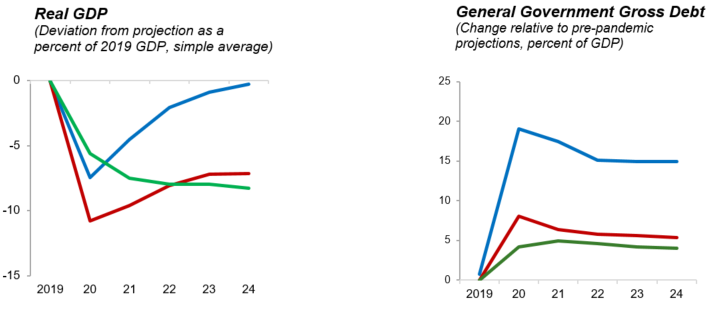 Real GDP
(Deviation from projection as a
percent of 2019 GDP, simple average)
0
-5
-10
-15
2019 20 21 22 23 24
General Government Gross Debt
(Change relative to pre-pandemic
projections, percent of GDP)
25
20
15
10
5
0
2019 20 21 22 23 24